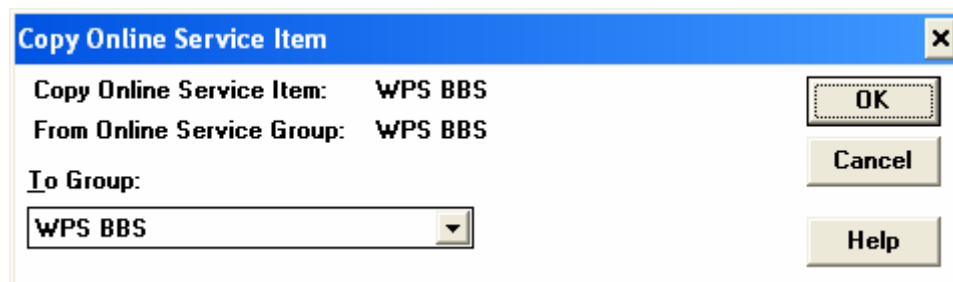 Copy Online Service Item
Copy Online Service Item: WPS BBS
OK
From Online Service Group: WPS BBS
Cancel
To Group:
WPS BBS
Help